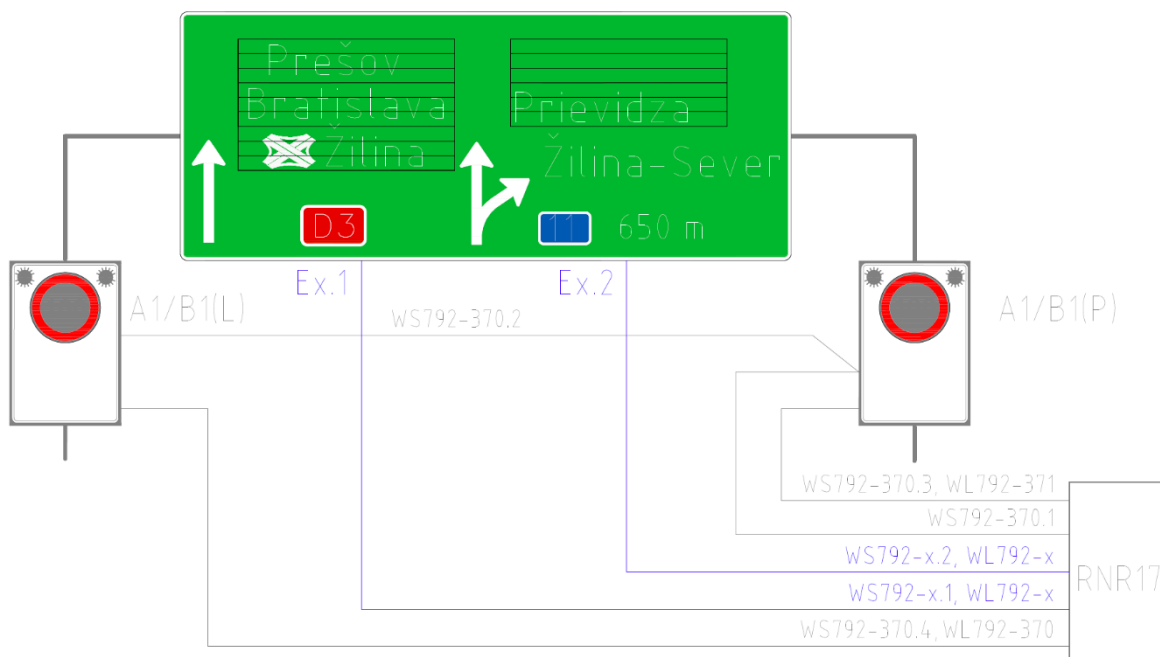 Prešov
Bratislava
Žilina
D3
Prievidza
Žilina-Sever
11 650 m
Ex.1
Ex.2
A1/B1(L)
A1/B1(P)
WS792-370.2
WS792-370.3, WL792-371
WS792-370.1
WS792-x.2, WL792-x
WS792-x.1, WL792-x
WS792-370.4, WL792-370
RNR17